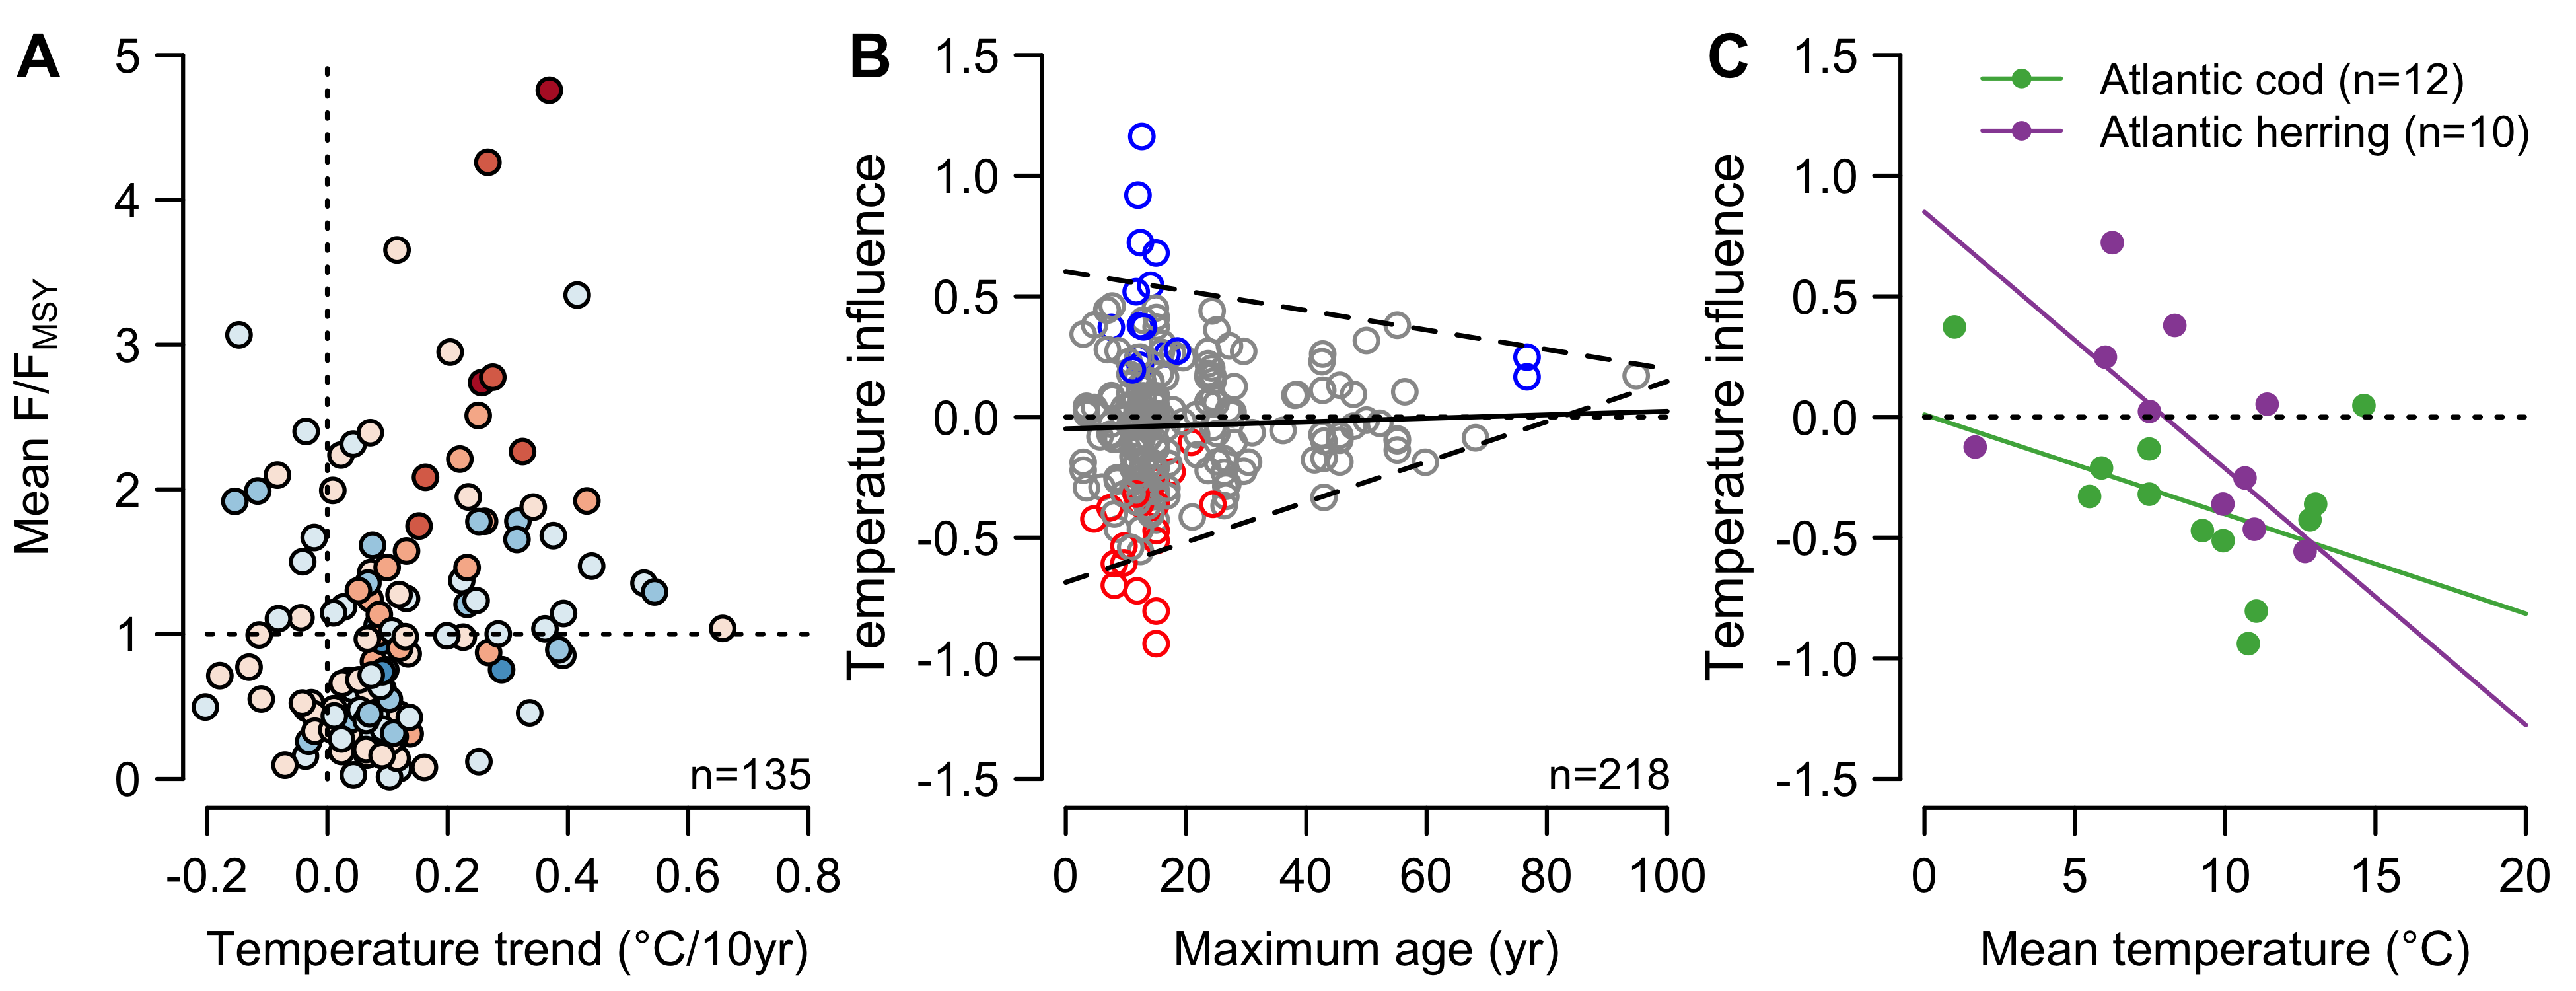 A
5
4
3
2
1
0
Mean F/FMSY
-0.2 0.0 0.2 0.4 0.6 0.8
Temperature trend (°C/10yr)
n=135
B
1.5
1.0
0.5
0.0
-0.5
-1.0
-1.5
Temperature influence
0 20 40 60 80 100
Maximum age (yr)
n=218
C
1.5
1.0
0.5
0.0
-0.5
-1.0
-1.5
Temperature influence
Atlantic cod (n=12)
Atlantic herring (n=10)
0 5 10 15 20
Mean temperature (°C)